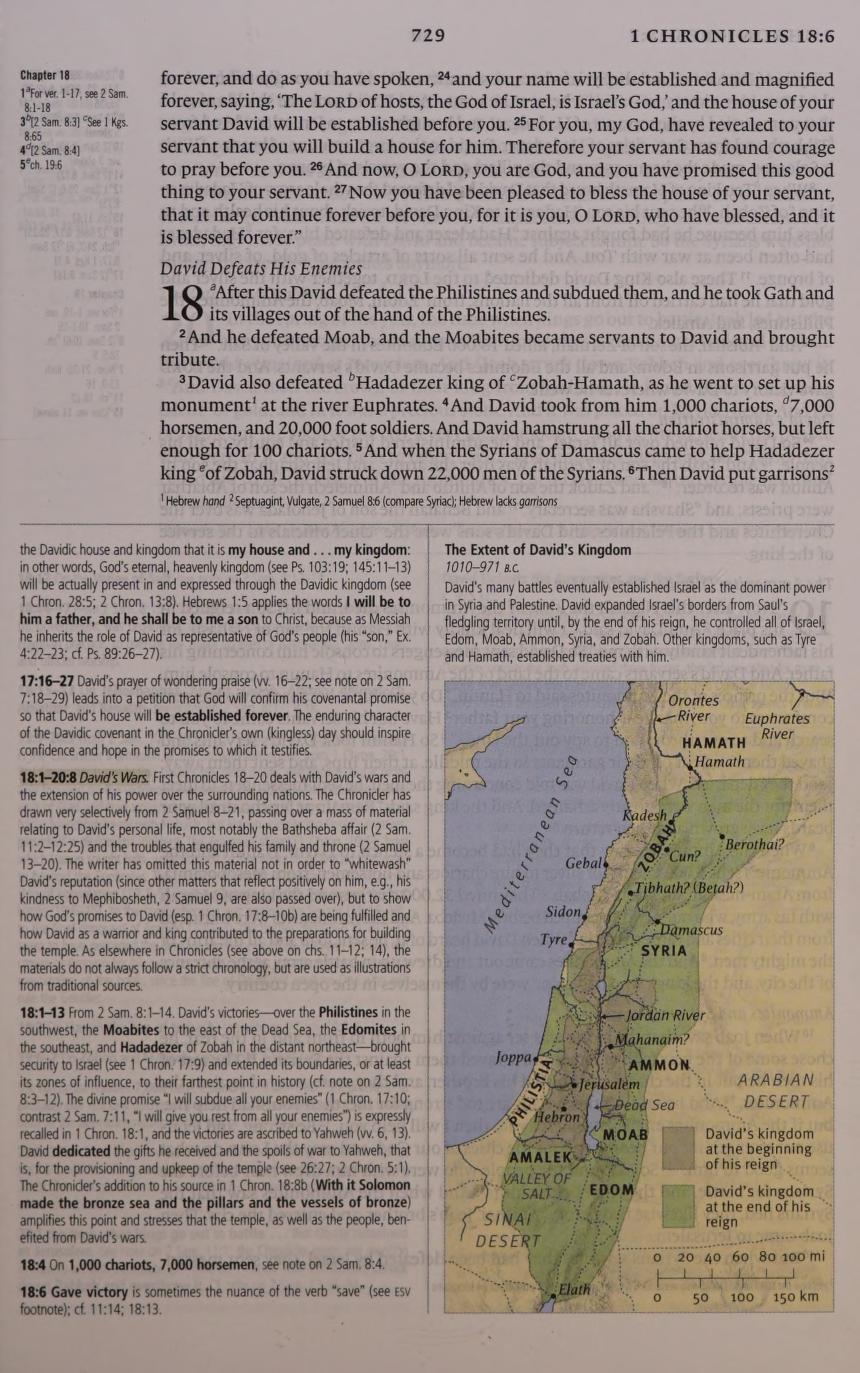 729
1 CHRONICLES 18:6
Chapter 18
1ᵃFor ver. 1-17, see 2 Sam.
8:1-18
3ᵇ[2 Sam. 8:3] ᶜSee 1 Kgs.
8:65
4ᵈ[2 Sam. 8:4]
5ᵉch. 19:6
forever, and do as you have spoken, ²⁴and your name will be established and magnified
forever, saying, ‘The LORD of hosts, the God of Israel, is Israel’s God,’ and the house of your
servant David will be established before you. ²⁵For you, my God, have revealed to your
servant that you will build a house for him. Therefore your servant has found courage
to pray before you. ²⁶And now, O LORD, you are God, and you have promised this good
thing to your servant. ²⁷Now you have been pleased to bless the house of your servant,
that it may continue forever before you, for it is you, O LORD, who have blessed, and it
is blessed forever.”
David Defeats His Enemies
18 ᵃAfter this David defeated the Philistines and subdued them, and he took Gath and
its villages out of the hand of the Philistines.
²And he defeated Moab, and the Moabites became servants to David and brought
tribute.
³David also defeated ᵇHadadezer king of ᶜZobah-Hamath, as he went to set up his
monument¹ at the river Euphrates. ⁴And David took from him 1,000 chariots, ᵈ7,000
horsemen, and 20,000 foot soldiers. And David hamstrung all the chariot horses, but left
enough for 100 chariots. ⁵And when the Syrians of Damascus came to help Hadadezer
king ᵉof Zobah, David struck down 22,000 men of the Syrians. ⁶Then David put garrisons²
¹ Hebrew hand ² Septuagint, Vulgate, 2 Samuel 8:6 (compare Syriac); Hebrew lacks garrisons
the Davidic house and kingdom that it is my house and . . . my kingdom:
in other words, God’s eternal, heavenly kingdom (see Ps. 103:19; 145:11–13)
will be actually present in and expressed through the Davidic kingdom (see
1 Chron. 28:5; 2 Chron. 13:8). Hebrews 1:5 applies the words I will be to
him a father, and he shall be to me a son to Christ, because as Messiah
he inherits the role of David as representative of God’s people (his “son,” Ex.
4:22–23; cf. Ps. 89:26–27).
17:16–27 David’s prayer of wondering praise (vv. 16–22; see note on 2 Sam.
7:18–29) leads into a petition that God will confirm his covenantal promise
so that David’s house will be established forever. The enduring character
of the Davidic covenant in the Chronicler’s own (kingless) day should inspire
confidence and hope in the promises to which it testifies.
18:1–20:8 David’s Wars. First Chronicles 18–20 deals with David’s wars and
the extension of his power over the surrounding nations. The Chronicler has
drawn very selectively from 2 Samuel 8–21, passing over a mass of material
relating to David’s personal life, most notably the Bathsheba affair (2 Sam.
11:2–12:25) and the troubles that engulfed his family and throne (2 Samuel
13–20). The writer has omitted this material not in order to “whitewash”
David’s reputation (since other matters that reflect positively on him, e.g., his
kindness to Mephibosheth, 2 Samuel 9, are also passed over), but to show
how God’s promises to David (esp. 1 Chron. 17:8–10b) are being fulfilled and
how David as a warrior and king contributed to the preparations for building
the temple. As elsewhere in Chronicles (see above on chs. 11–12; 14), the
materials do not always follow a strict chronology, but are used as illustrations
from traditional sources.
18:1–13 From 2 Sam. 8:1–14. David’s victories—over the Philistines in the
southwest, the Moabites to the east of the Dead Sea, the Edomites in
the southeast, and Hadadezer of Zobah in the distant northeast—brought
security to Israel (see 1 Chron. 17:9) and extended its boundaries, or at least
its zones of influence, to their farthest point in history (cf. note on 2 Sam.
8:3–12). The divine promise “I will subdue all your enemies” (1 Chron. 17:10;
contrast 2 Sam. 7:11, “I will give you rest from all your enemies”) is expressly
recalled in 1 Chron. 18:1, and the victories are ascribed to Yahweh (vv. 6, 13).
David dedicated the gifts he received and the spoils of war to Yahweh, that
is, for the provisioning and upkeep of the temple (see 26:27; 2 Chron. 5:1).
The Chronicler’s addition to his source in 1 Chron. 18:8b (With it Solomon
made the bronze sea and the pillars and the vessels of bronze)
amplifies this point and stresses that the temple, as well as the people, ben-
efited from David’s wars.
18:4 On 1,000 chariots, 7,000 horsemen, see note on 2 Sam. 8:4.
18:6 Gave victory is sometimes the nuance of the verb “save” (see ESV
footnote); cf. 11:14; 18:13.
The Extent of David’s Kingdom
1010–971 B.C.
David’s many battles eventually established Israel as the dominant power
in Syria and Palestine. David expanded Israel’s borders from Saul’s
fledgling territory until, by the end of his reign, he controlled all of Israel,
Edom, Moab, Ammon, Syria, and Zobah. Other kingdoms, such as Tyre
and Hamath, established treaties with him.
Orontes
River
Euphrates
River
HAMATH
Hamath
Mediterranean Sea
Kadesh
ZOBAH
Berothai?
Cun?
Gebal
Tibhath? (Betah?)
Sidon
Damascus
Tyre
SYRIA
Jordan River
Mahanaim?
Joppa
AMMON
PHILISTIA
Jerusalem
ARABIAN
DESERT
Dead Sea
Hebron
MOAB
AMALEK
VALLEY OF
SALT
EDOM
SINAI
DESERT
Elath
David’s kingdom
at the beginning
of his reign
David’s kingdom
at the end of his
reign
0 20 40 60 80 100 mi
0 50 100 150 km